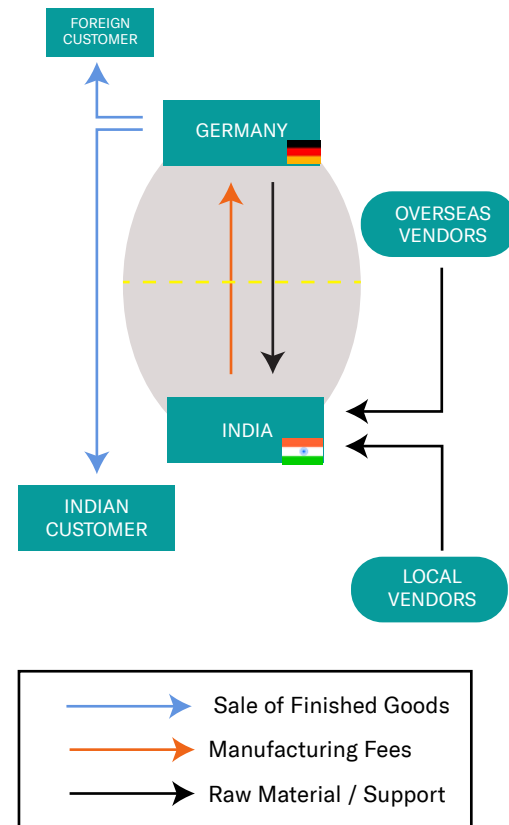 FOREIGN
CUSTOMER
GERMANY
OVERSEAS
VENDORS
INDIA
INDIAN
CUSTOMER
LOCAL
VENDORS
Sale of Finished Goods
Manufacturing Fees
Raw Material / Support